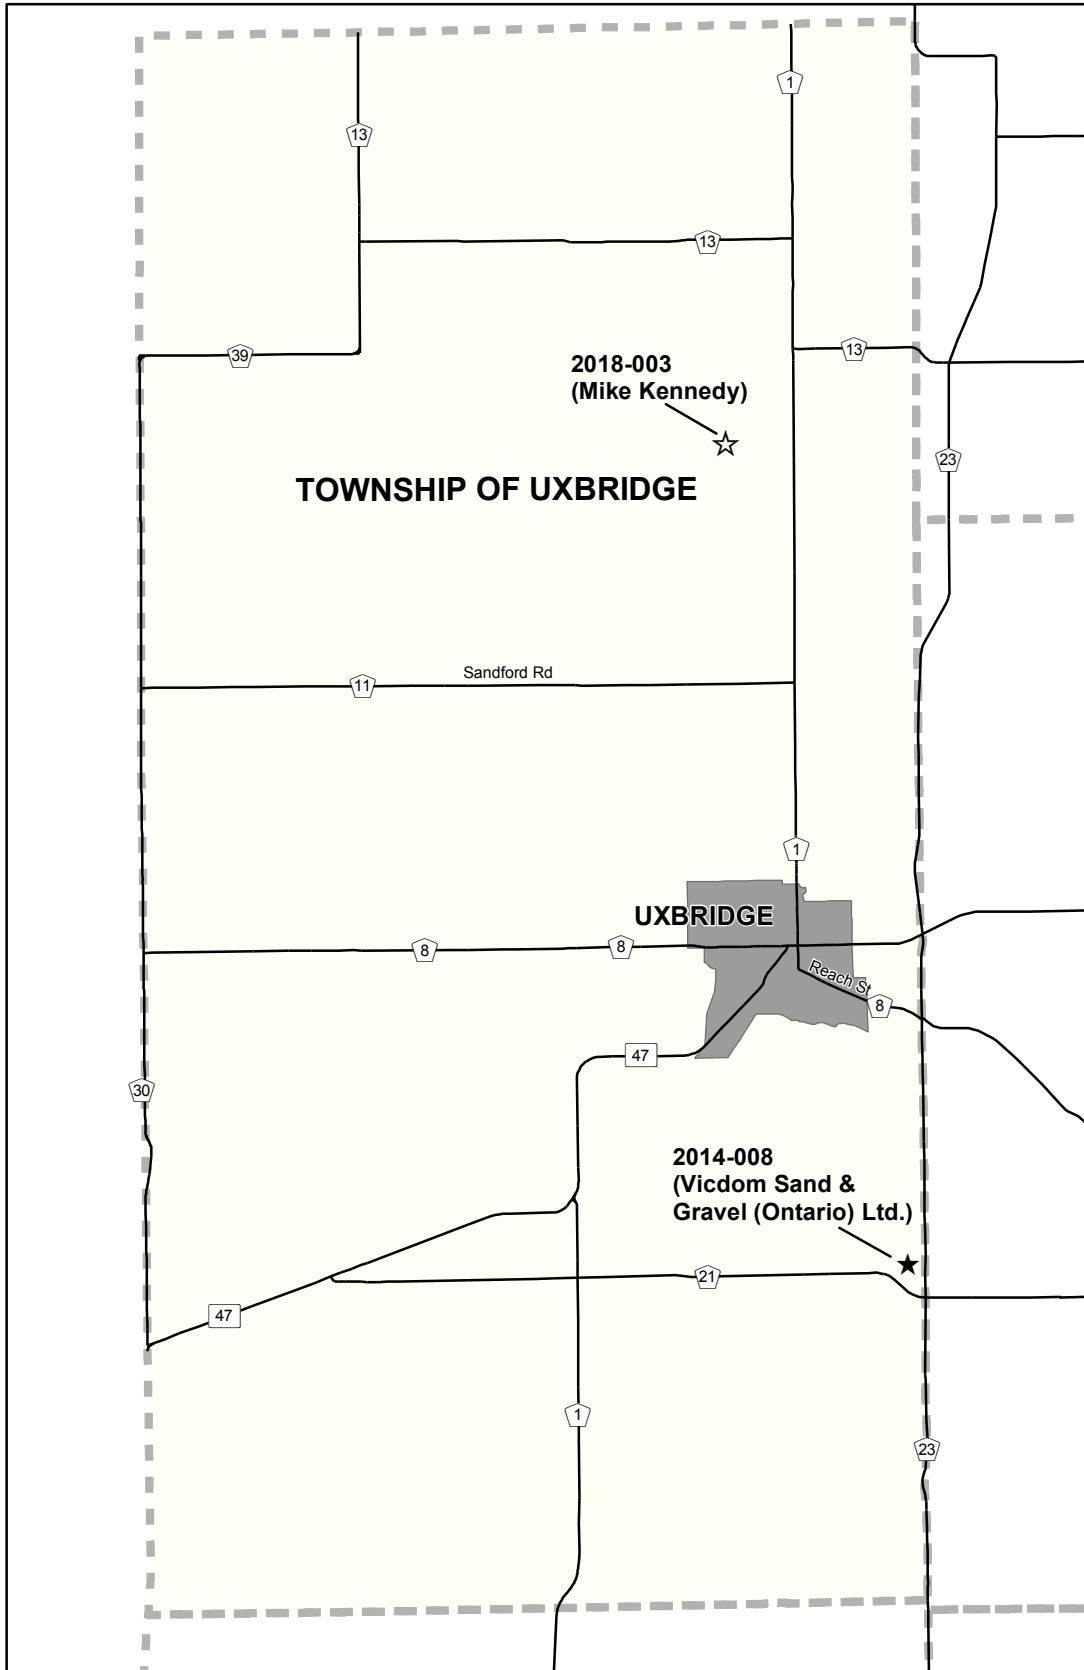 1
13
13
39
13
2018-003
(Mike Kennedy)
23
TOWNSHIP OF UXBRIDGE
Sandford Rd
11
1
UXBRIDGE
8
8
Reach St
8
47
30
2014-008
(Vicdom Sand &
Gravel (Ontario) Ltd.)
21
47
1
23